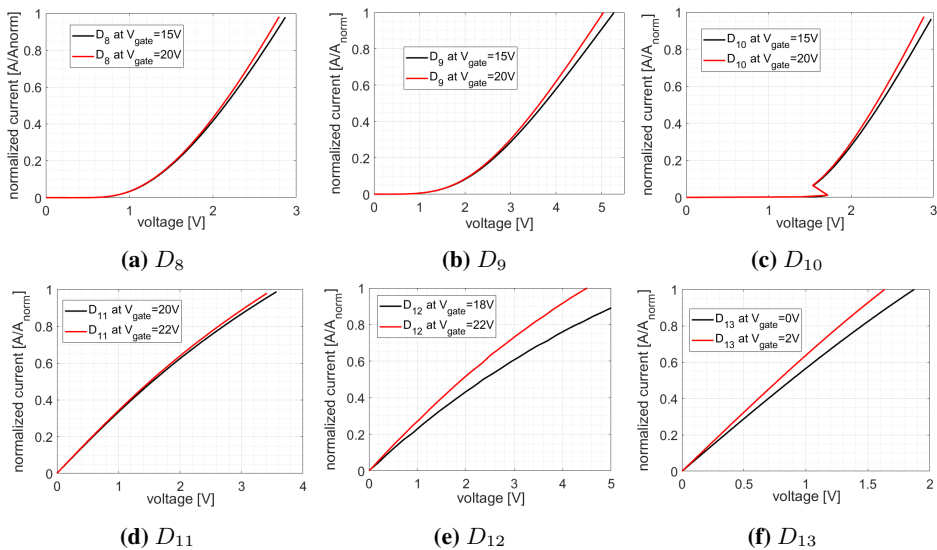 normalized current [A/Anorm]
1
0.8
0.6
0.4
0.2
0
D8 at Vgate=15V
D8 at Vgate=20V
0 1 2 3
voltage [V]
(a) D8
normalized current [A/Anorm]
1
0.8
0.6
0.4
0.2
0
D9 at Vgate=15V
D9 at Vgate=20V
0 1 2 3 4 5
voltage [V]
(b) D9
normalized current [A/Anorm]
1
0.8
0.6
0.4
0.2
0
D10 at Vgate=15V
D10 at Vgate=20V
0 1 2 3
voltage [V]
(c) D10
normalized current [A/Anorm]
1
0.8
0.6
0.4
0.2
0
D11 at Vgate=20V
D11 at Vgate=22V
0 1 2 3 4
voltage [V]
(d) D11
normalized current [A/Anorm]
1
0.8
0.6
0.4
0.2
0
D12 at Vgate=18V
D12 at Vgate=22V
0 1 2 3 4 5
voltage [V]
(e) D12
normalized current [A/Anorm]
1
0.8
0.6
0.4
0.2
0
D13 at Vgate=0V
D13 at Vgate=2V
0 0.5 1 1.5 2
voltage [V]
(f) D13